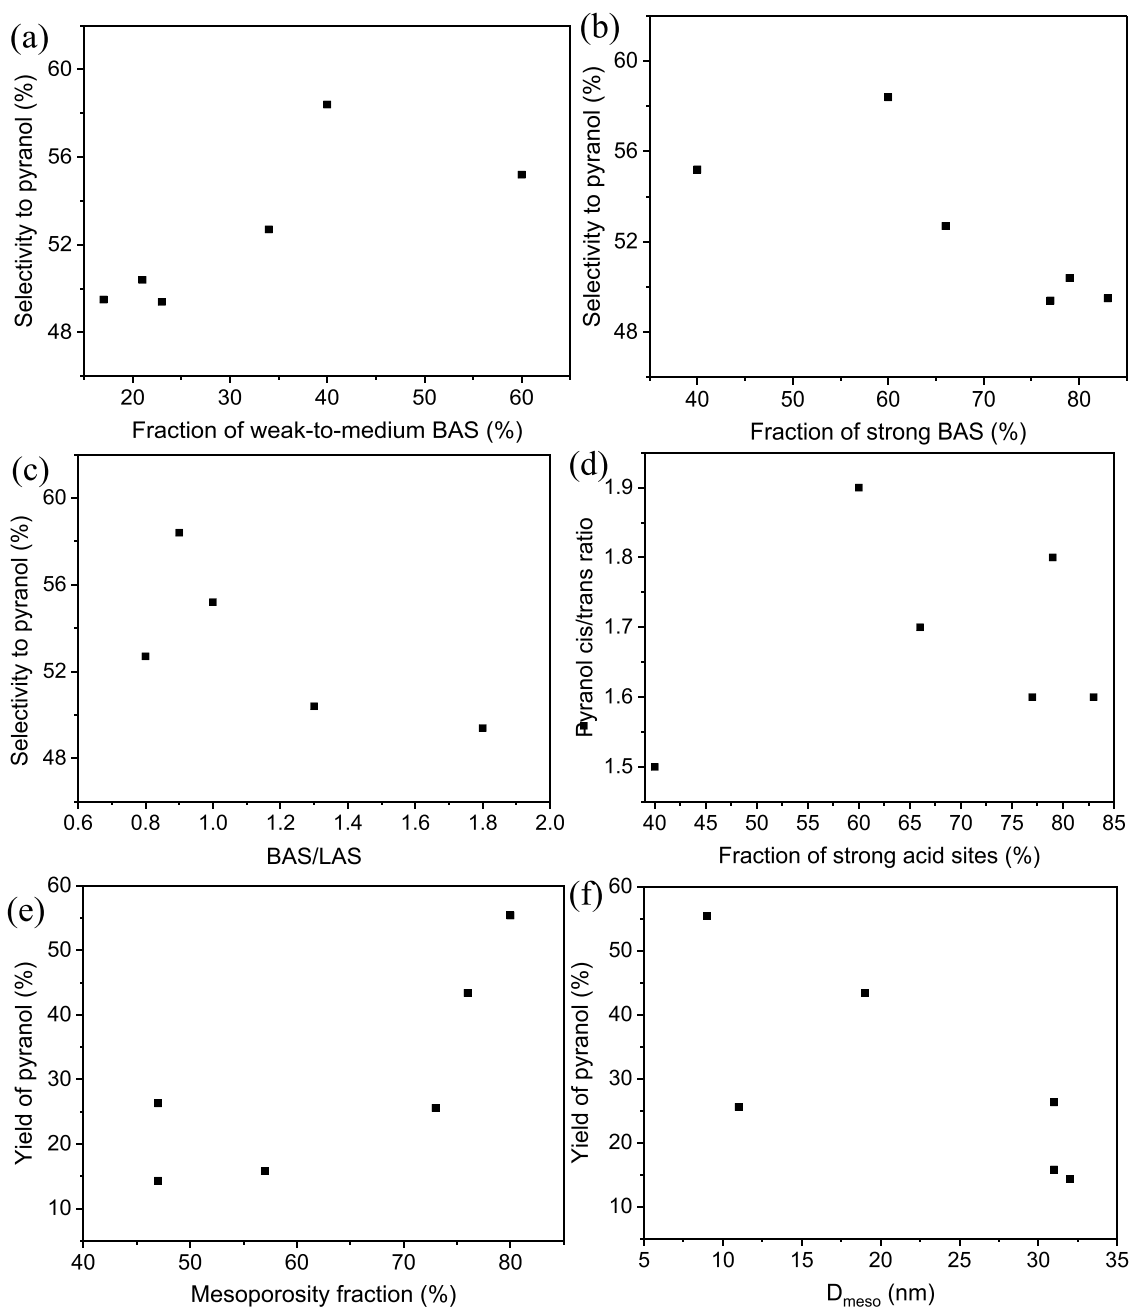 (a)
Selectivity to pyranol (%)
60
56
52
48
20 30 40 50 60
Fraction of weak-to-medium BAS (%)
(b)
Selectivity to pyranol (%)
60
56
52
48
40 50 60 70 80
Fraction of strong BAS (%)
(c)
Selectivity to pyranol (%)
60
56
52
48
0.6 0.8 1.0 1.2 1.4 1.6 1.8 2.0
BAS/LAS
(d)
Pyranol cis/trans ratio
1.9
1.8
1.7
1.6
1.5
40 45 50 55 60 65 70 75 80 85
Fraction of strong acid sites (%)
(e)
Yield of pyranol (%)
60
50
40
30
20
10
40 50 60 70 80
Mesoporosity fraction (%)
(f)
Yield of pyranol (%)
60
50
40
30
20
10
5 10 15 20 25 30 35
Dmeso (nm)